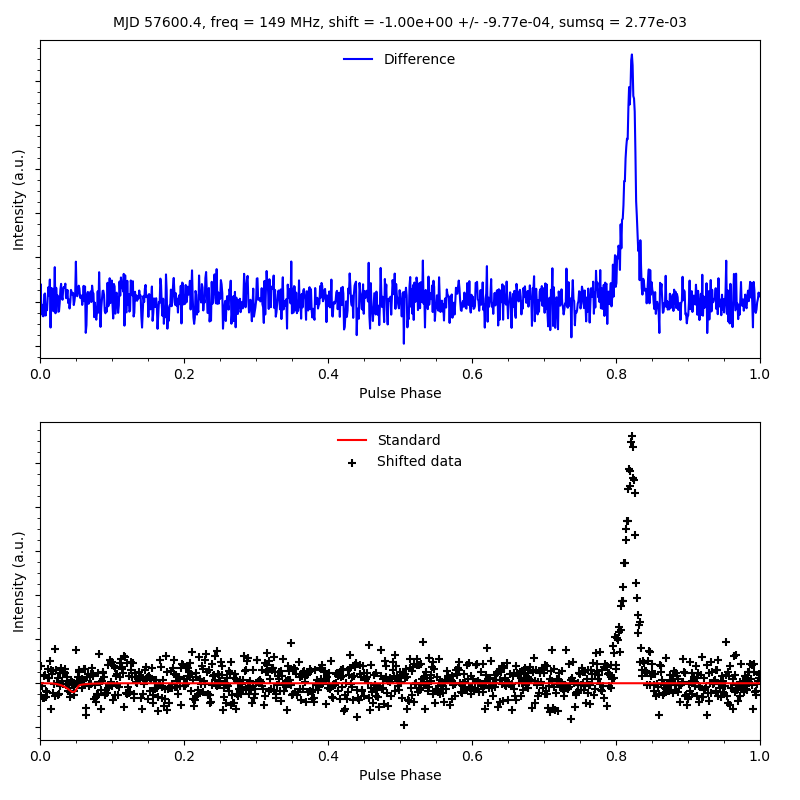 MJD 57600.4, freq = 149 MHz, shift = -1.00e+00 +/- -9.77e-04, sumsq = 2.77e-03
Difference
Intensity (a.u.)
0.0 0.2 0.4 0.6 0.8 1.0
Pulse Phase
Standard
Shifted data
Intensity (a.u.)
0.0 0.2 0.4 0.6 0.8 1.0
Pulse Phase